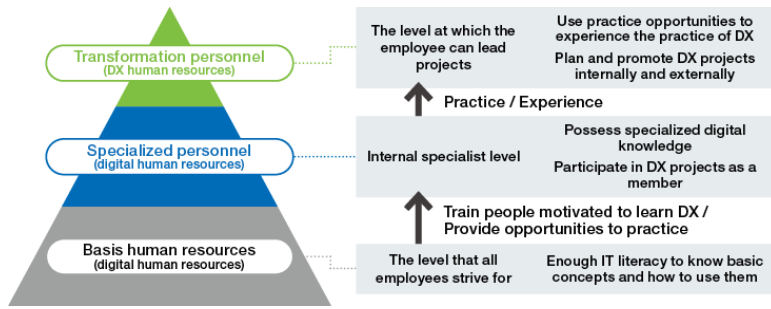 Transformation personnel
(DX human resources)
The level at which the
employee can lead
projects
Use practice opportunities to
experience the practice of DX
Plan and promote DX projects
internally and externally
Practice / Experience
Specialized personnel
(digital human resources)
Internal specialist level
Possess specialized digital
knowledge
Participate in DX projects as a
member
Train people motivated to learn DX /
Provide opportunities to practice
Basis human resources
(digital human resources)
The level that all
employees strive for
Enough IT literacy to know basic
concepts and how to use them